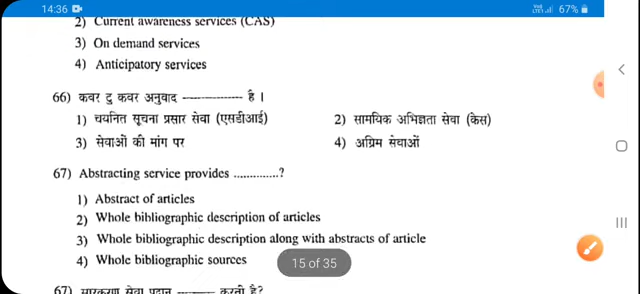 14:36
67%
2) Current awareness services (CAS)
3) On demand services
4) Anticipatory services
66) कवर टु कवर अनुवाद ------------- है ।
1) चयनित सूचना प्रसार सेवा (एसडीआई)
2) सामयिक अभिज्ञता सेवा (केस)
3) सेवाओं की मांग पर
4) अग्रिम सेवाओं
67) Abstracting service provides .............?
1) Abstract of articles
2) Whole bibliographic description of articles
3) Whole bibliographic description along with abstracts of article
4) Whole bibliographic sources
15 of 35
67) सारकरण सेवा प्रदान ---------- करती है?